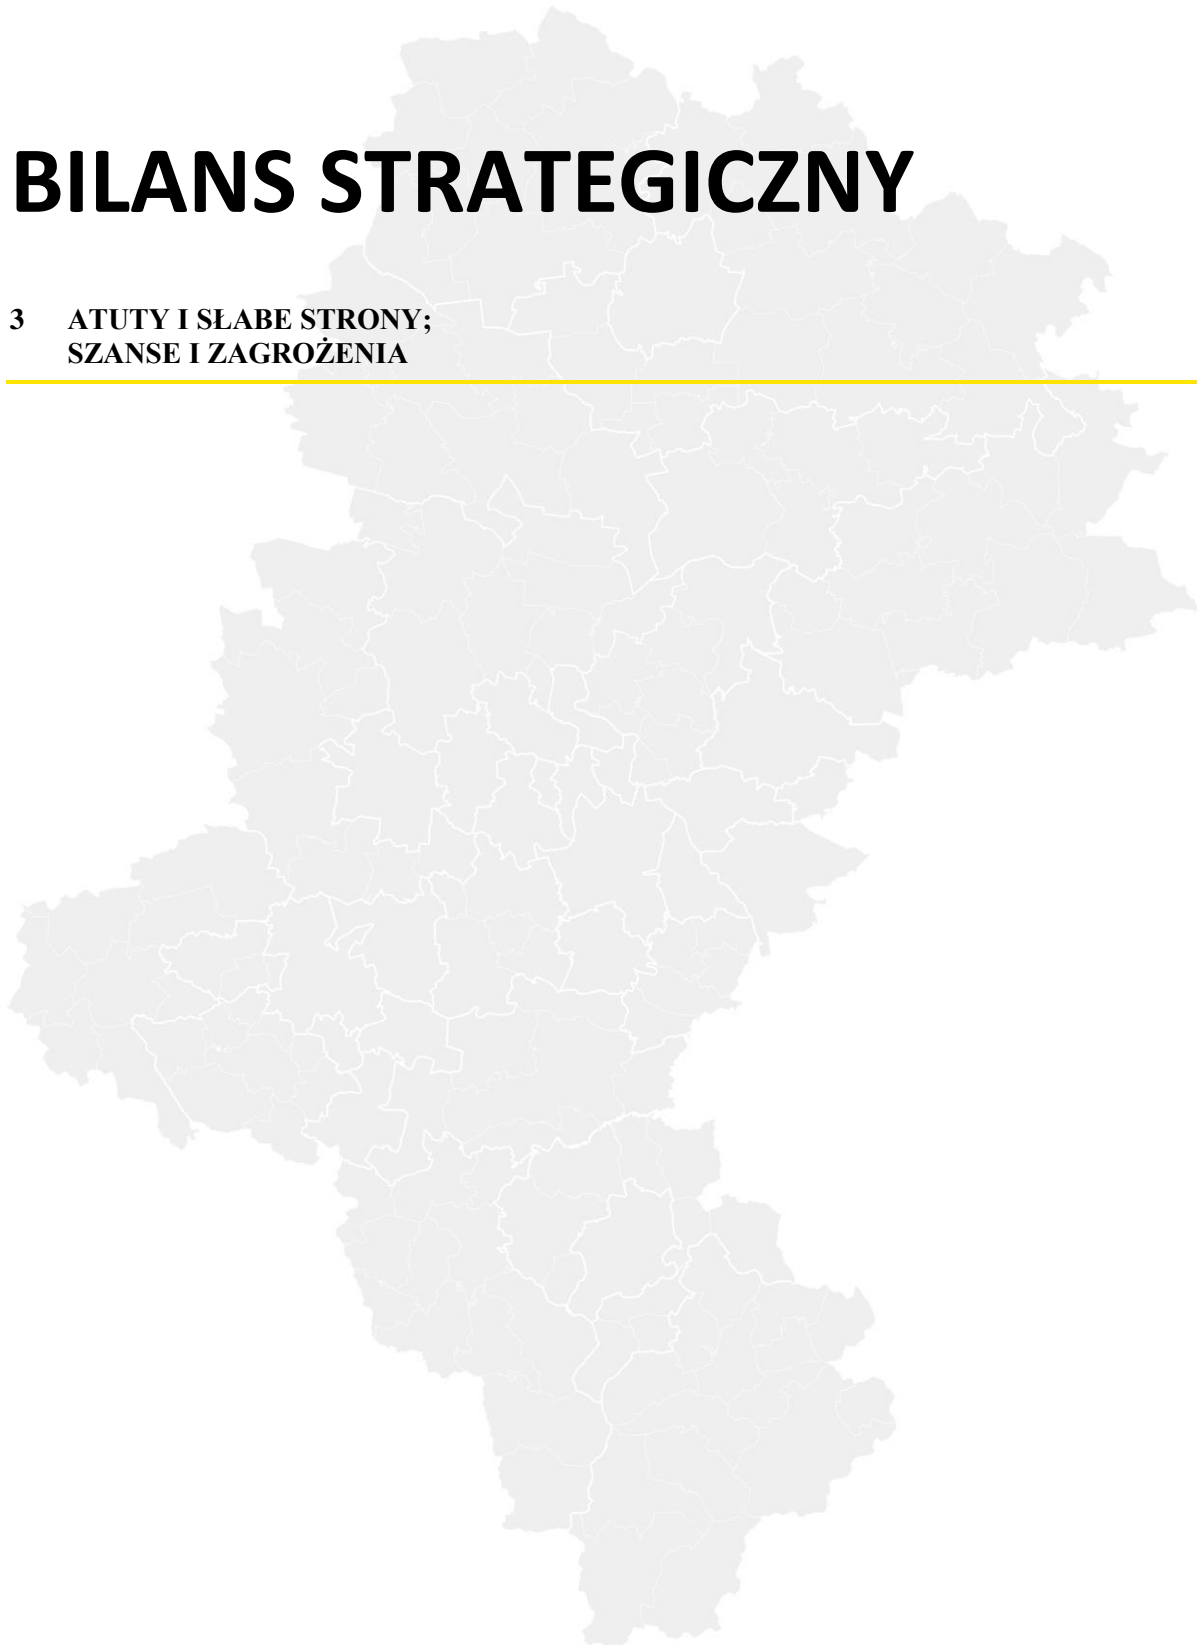 BILANS STRATEGICZNY
3 ATUTY I SŁABE STRONY;
SZANSE I ZAGROŻENIA